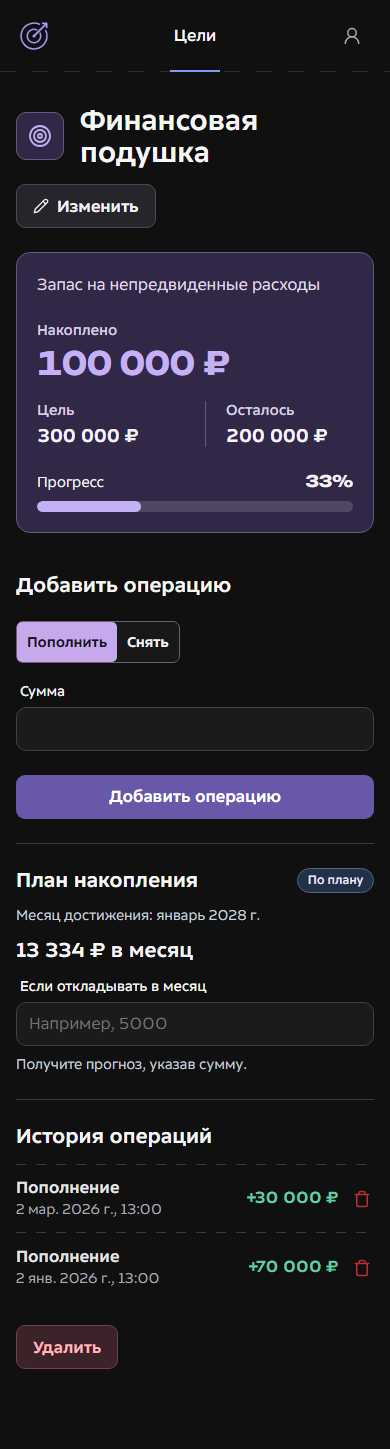 Цели
Финансовая
подушка
Изменить
Запас на непредвиденные расходы
Накоплено
100 000 ₽
Цель
Осталось
300 000 ₽
200 000 ₽
Прогресс
33%
Добавить операцию
Пополнить
Снять
Сумма
Добавить операцию
План накопления
По плану
Месяц достижения: январь 2028 г.
13 334 ₽ в месяц
Если откладывать в месяц
Например, 5000
Получите прогноз, указав сумму.
История операций
Пополнение
+30 000 ₽
2 мар. 2026 г., 13:00
Пополнение
+70 000 ₽
2 янв. 2026 г., 13:00
Удалить